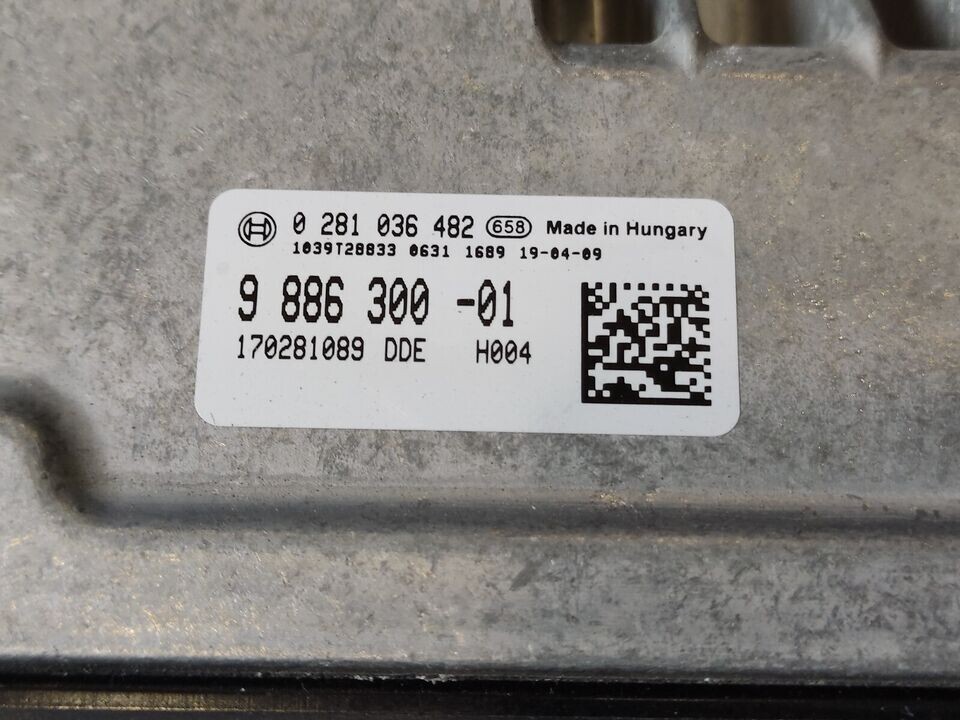 0 281 036 482 658 Made in Hungary
1039T28833 0631 1689 19-04-09
9 886 300 -01
170281089 DDE H004